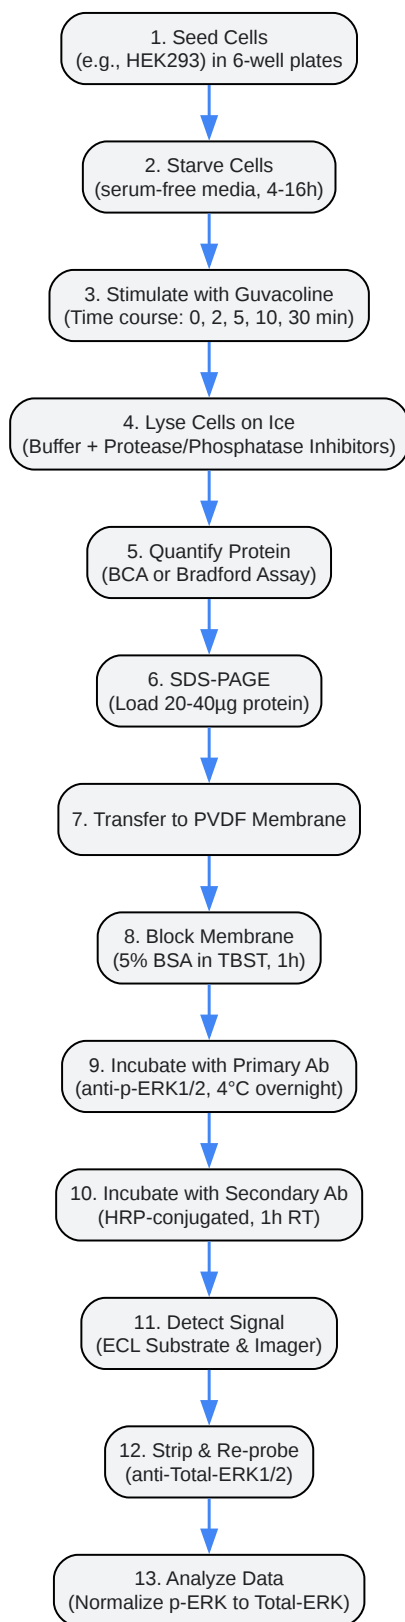 1. Seed Cells
(e.g., HEK293) in 6-well plates
2. Starve Cells
(serum-free media, 4-16h)
3. Stimulate with Guvacoline
(Time course: 0, 2, 5, 10, 30 min)
4. Lyse Cells on Ice
(Buffer + Protease/Phosphatase Inhibitors)
5. Quantify Protein
(BCA or Bradford Assay)
6. SDS-PAGE
(Load 20-40µg protein)
7. Transfer to PVDF Membrane
8. Block Membrane
(5% BSA in TBST, 1h)
9. Incubate with Primary Ab
(anti-p-ERK1/2, 4°C overnight)
10. Incubate with Secondary Ab
(HRP-conjugated, 1h RT)
11. Detect Signal
(ECL Substrate & Imager)
12. Strip & Re-probe
(anti-Total-ERK1/2)
13. Analyze Data
(Normalize p-ERK to Total-ERK)